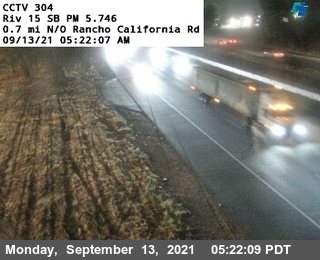 CCTV 304
Riv 15 SB PM 5.746
0.7 mi N/O Rancho California Rd
09/13/21 05:22:07 AM
Monday, September 13, 2021 05:22:09 PDT